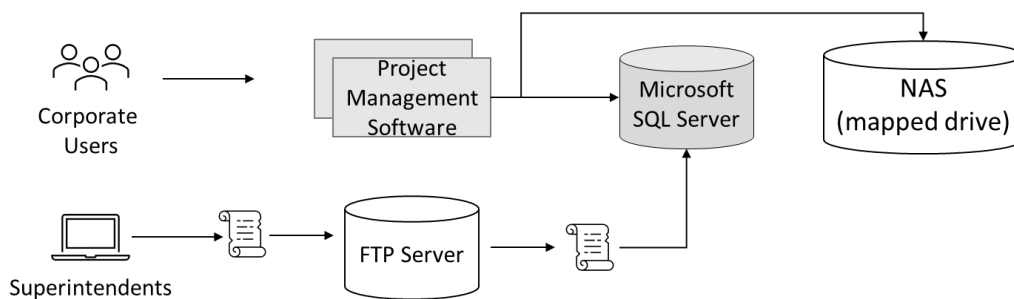 Corporate
Users
Project
Management
Software
Microsoft
SQL Server
NAS
(mapped drive)
Superintendents
FTP Server